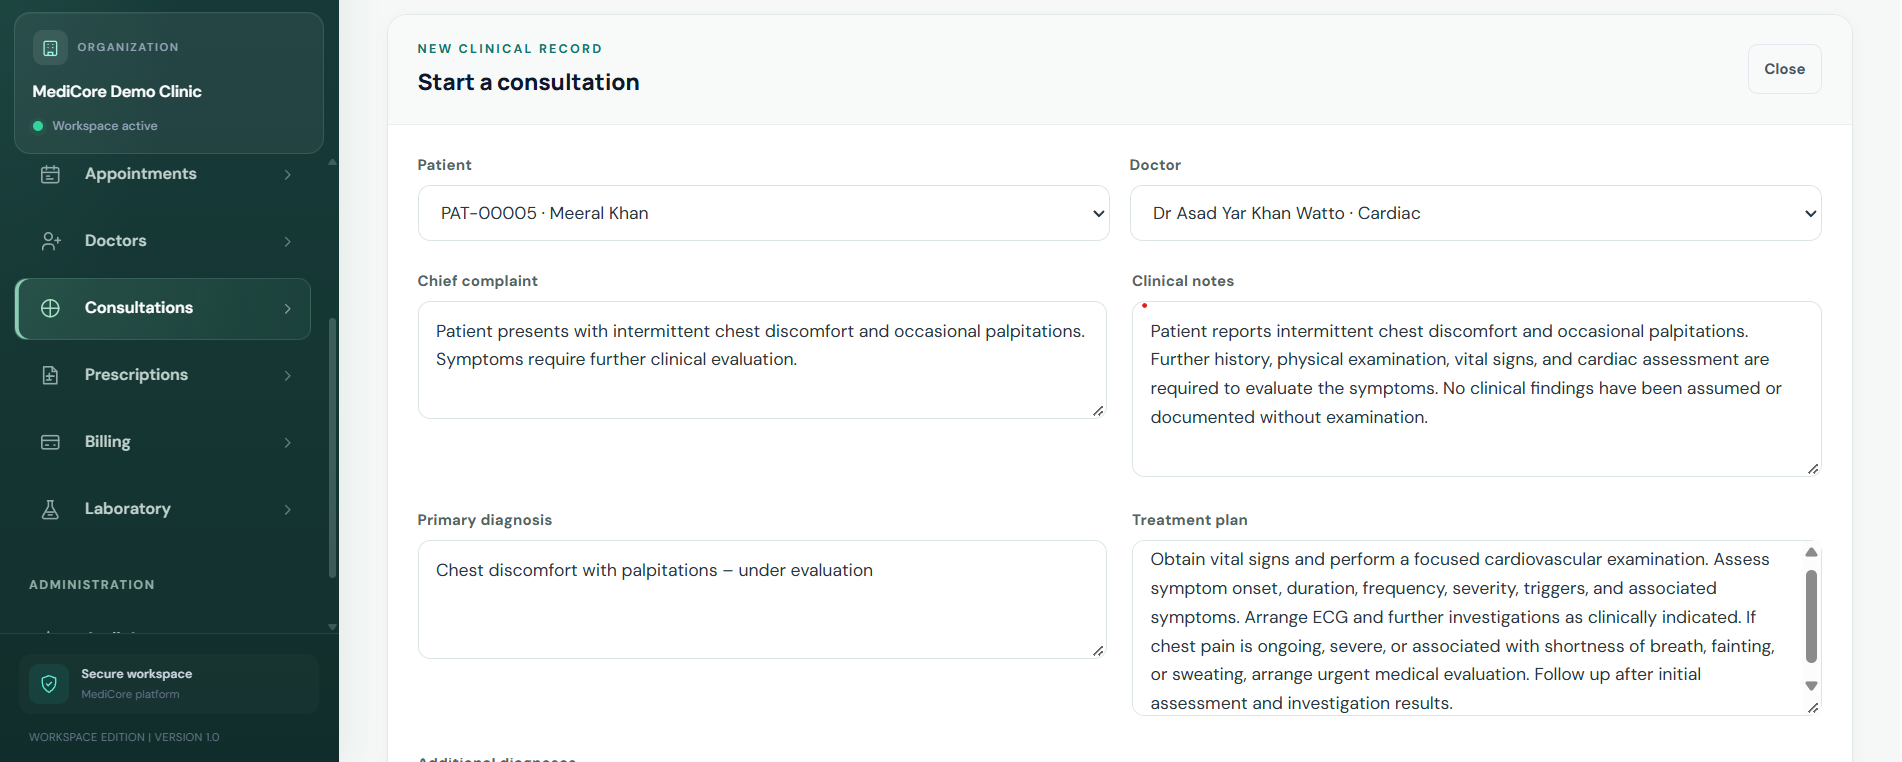 ORGANIZATION
MediCore Demo Clinic
Workspace active
Appointments
Doctors
Consultations
Prescriptions
Billing
Laboratory
ADMINISTRATION
Secure workspace
MediCore platform
WORKSPACE EDITION | VERSION 1.0
NEW CLINICAL RECORD
Start a consultation
Close
Patient
PAT-00005 · Meeral Khan
Doctor
Dr Asad Yar Khan Watto · Cardiac
Chief complaint
Patient presents with intermittent chest discomfort and occasional palpitations.
Symptoms require further clinical evaluation.
Clinical notes
Patient reports intermittent chest discomfort and occasional palpitations.
Further history, physical examination, vital signs, and cardiac assessment are
required to evaluate the symptoms. No clinical findings have been assumed or
documented without examination.
Primary diagnosis
Chest discomfort with palpitations – under evaluation
Treatment plan
Obtain vital signs and perform a focused cardiovascular examination. Assess
symptom onset, duration, frequency, severity, triggers, and associated
symptoms. Arrange ECG and further investigations as clinically indicated. If
chest pain is ongoing, severe, or associated with shortness of breath, fainting,
or sweating, arrange urgent medical evaluation. Follow up after initial
assessment and investigation results.
Additional diagnoses